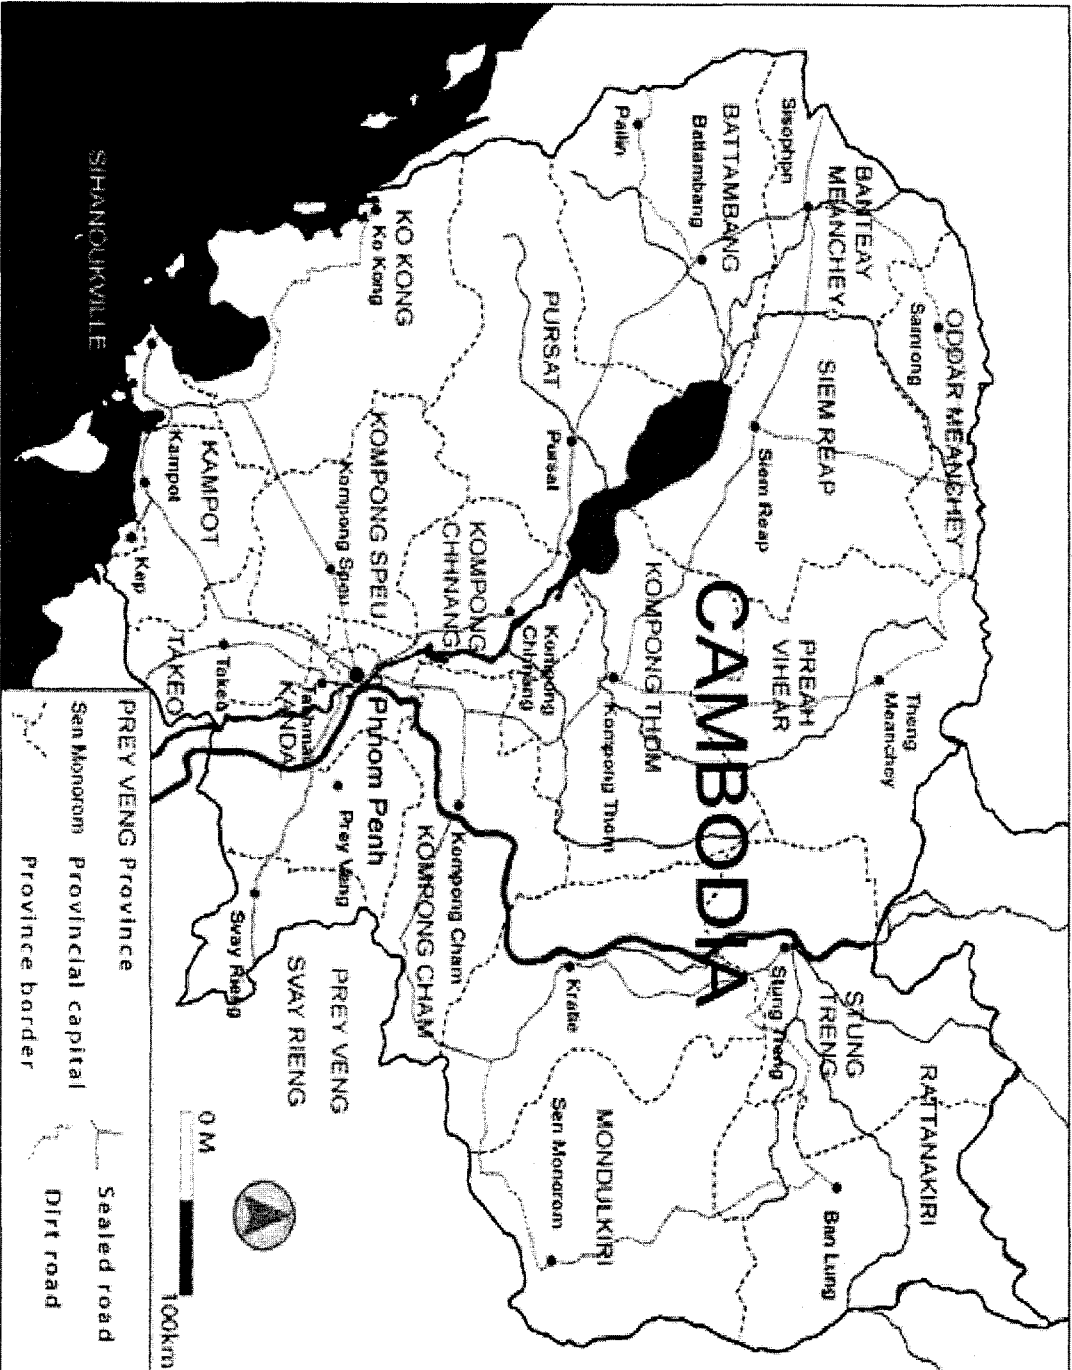 CAMBODIA
ODDAR MEANCHEY
Samrong
BANTEAY
MEANCHEY
Sisophpn
BATTAMBANG
Battambang
Pailin
SIEM REAP
Siem Reap
PREAH
VIHEAR
Theng
Meanchey
STUNG
TRENG
Stung Treng
RATTANAKIRI
Ban Lung
MONDULKIRI
Sen Monorom
Kratie
KOMPONG THOM
Kompong Thom
PURSAT
Pursat
KOMPONG
CHHNANG
Kompong
Chhnang
KOMPONG CHAM
Kompong Cham
KO KONG
Ko Kong
KOMPONG SPEU
Kompong Speu
Phnom Penh
KANDA
Takhmau
Prey Veng
PREY VENG
SVAY RIENG
Svay Rieng
KAMPOT
Kampot
Kep
TAKEO
Takeo
SIHANOUKVILLE
0 M
100km
PREY VENG Province
Sen Monorom Provincial capital
Province border
Sealed road
Dirt road